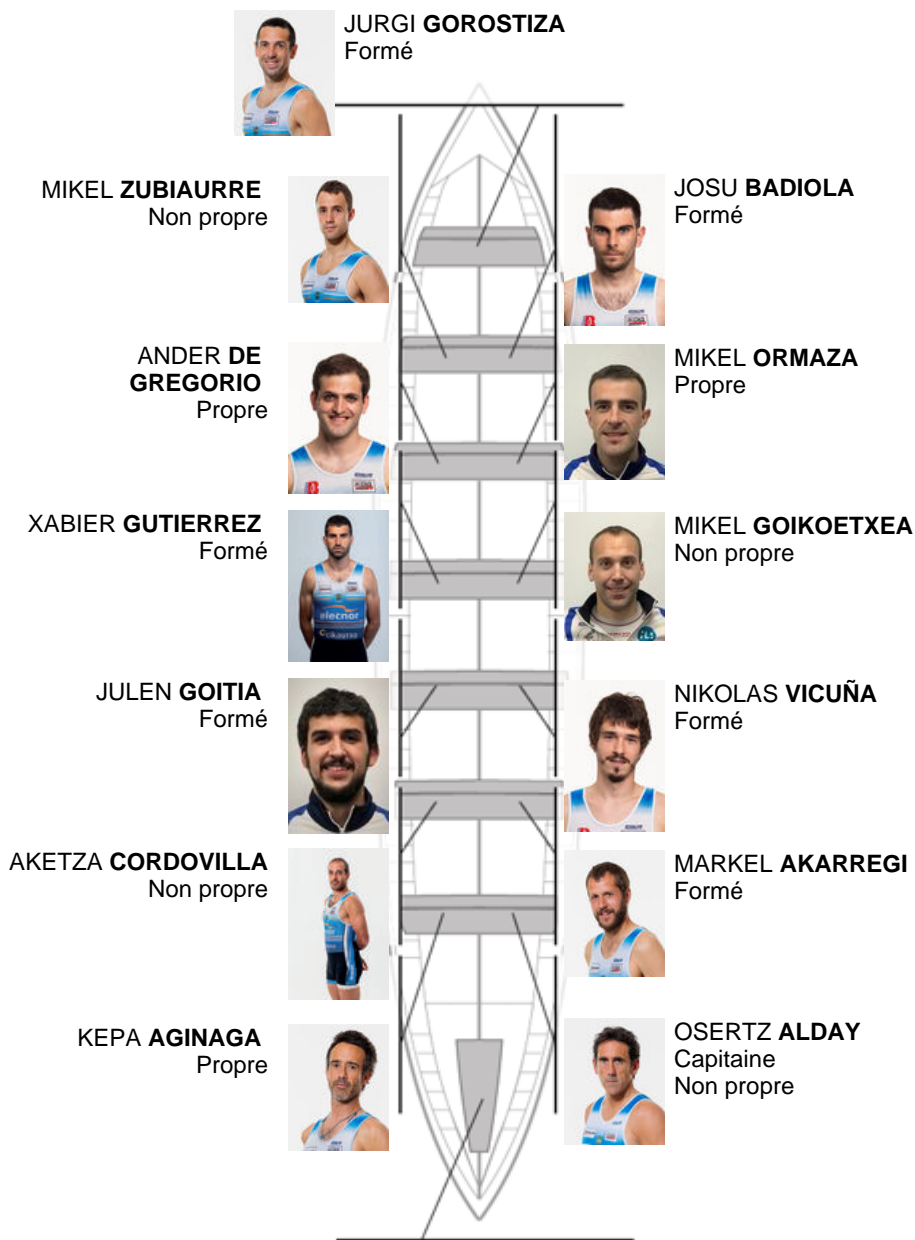 JURGI GOROSTIZA
Formé
MIKEL ZUBIAURRE
Non propre
JOSU BADIOLA
Formé
ANDER DE
GREGORIO
Propre
MIKEL ORMAZA
Propre
XABIER GUTIERREZ
Formé
elecnor
cikautxo
MIKEL GOIKOETXEA
Non propre
JULEN GOITIA
Formé
NIKOLAS VICUÑA
Formé
AKETZA CORDOVILLA
Non propre
MARKEL AKARREGI
Formé
KEPA AGINAGA
Propre
OSERTZ ALDAY
Capitaine
Non propre